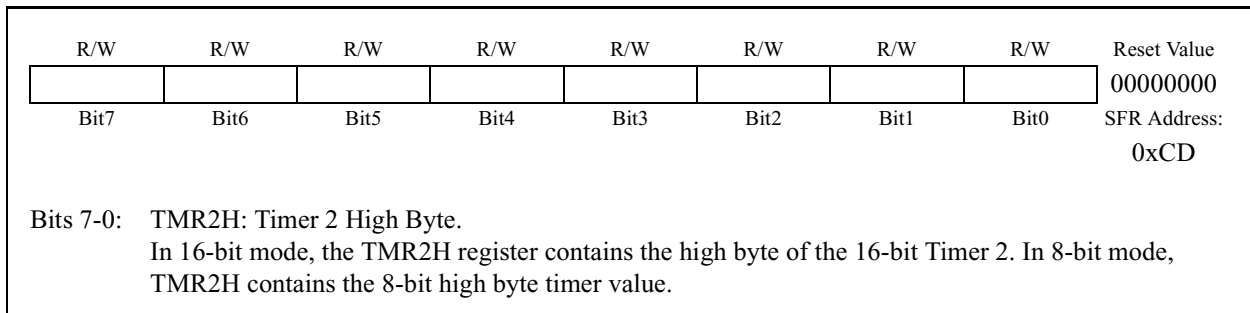 R/W R/W R/W R/W R/W R/W R/W R/W Reset Value
00000000
Bit7 Bit6 Bit5 Bit4 Bit3 Bit2 Bit1 Bit0 SFR Address:
0xCD
Bits 7-0: TMR2H: Timer 2 High Byte.
In 16-bit mode, the TMR2H register contains the high byte of the 16-bit Timer 2. In 8-bit mode,
TMR2H contains the 8-bit high byte timer value.